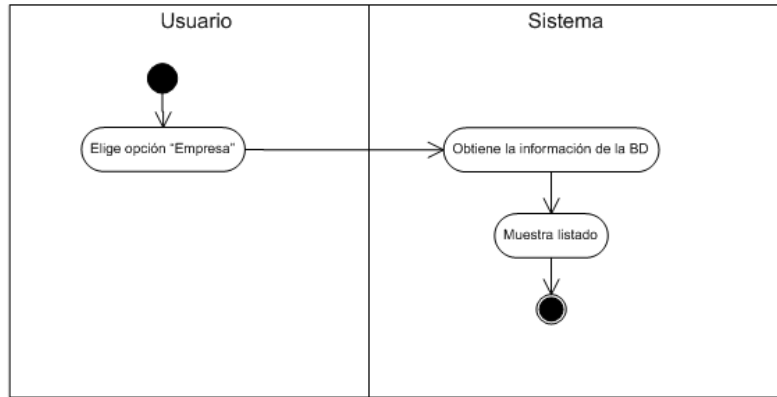 Usuario
Sistema
Elige opción “Empresa”
Obtiene la información de la BD
Muestra listado